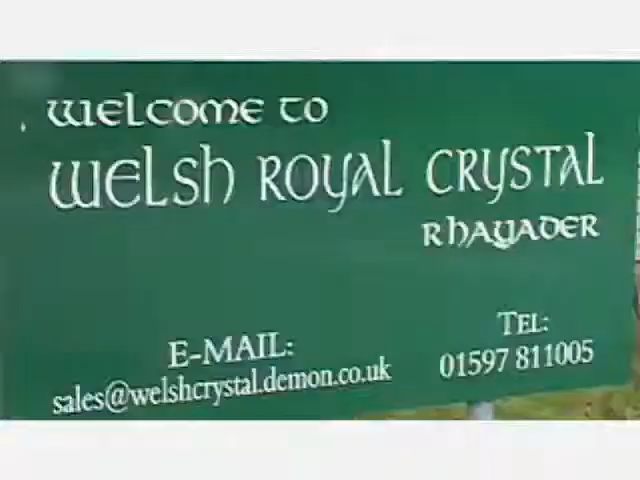 WELCOME TO
WELSH ROYAL CRYSTAL
RHAYADER
E-MAIL:
sales@welshcrystal.demon.co.uk
TEL:
01597 811005